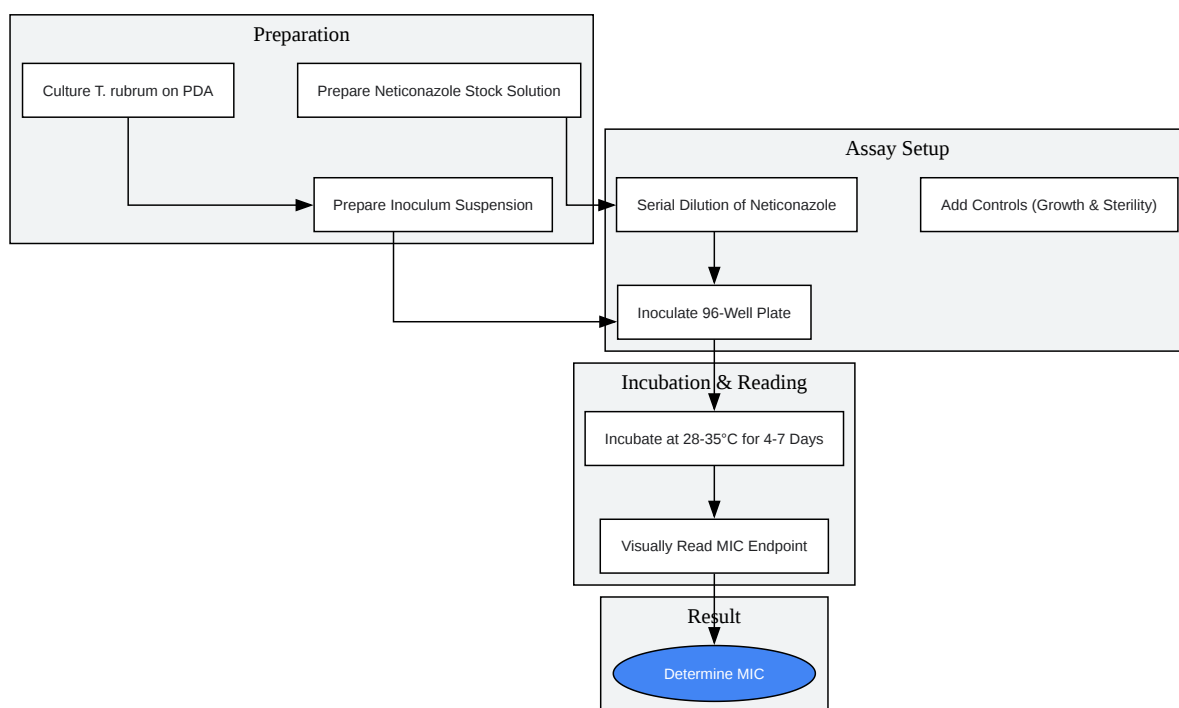 Preparation
Culture T. rubrum on PDA
Prepare Neticonazole Stock Solution
Prepare Inoculum Suspension
Assay Setup
Serial Dilution of Neticonazole
Add Controls (Growth & Sterility)
Inoculate 96-Well Plate
Incubation & Reading
Incubate at 28-35°C for 4-7 Days
Visually Read MIC Endpoint
Result
Determine MIC